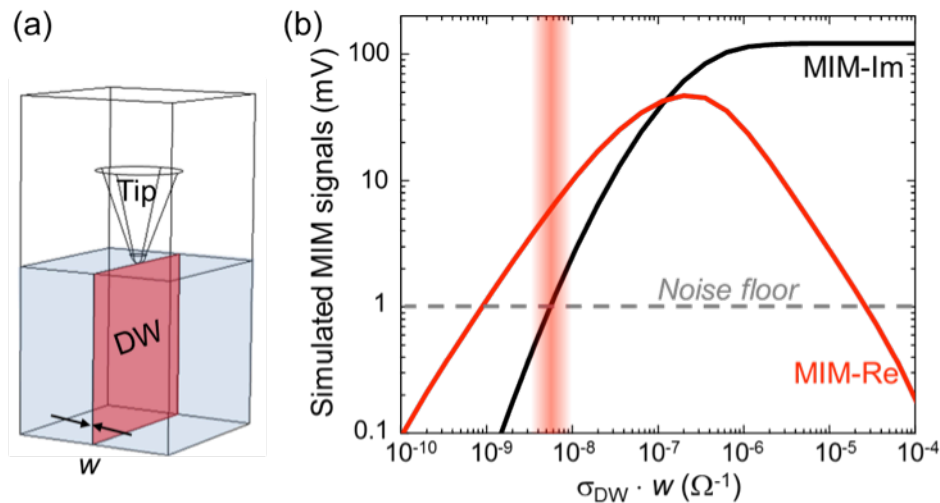 (a)
Tip
DW
w
(b)
Simulated MIM signals (mV)
100
10
1
0.1
MIM-Im
Noise floor
MIM-Re
10⁻¹⁰ 10⁻⁹ 10⁻⁸ 10⁻⁷ 10⁻⁶ 10⁻⁵ 10⁻⁴
σDW · w (Ω⁻¹)